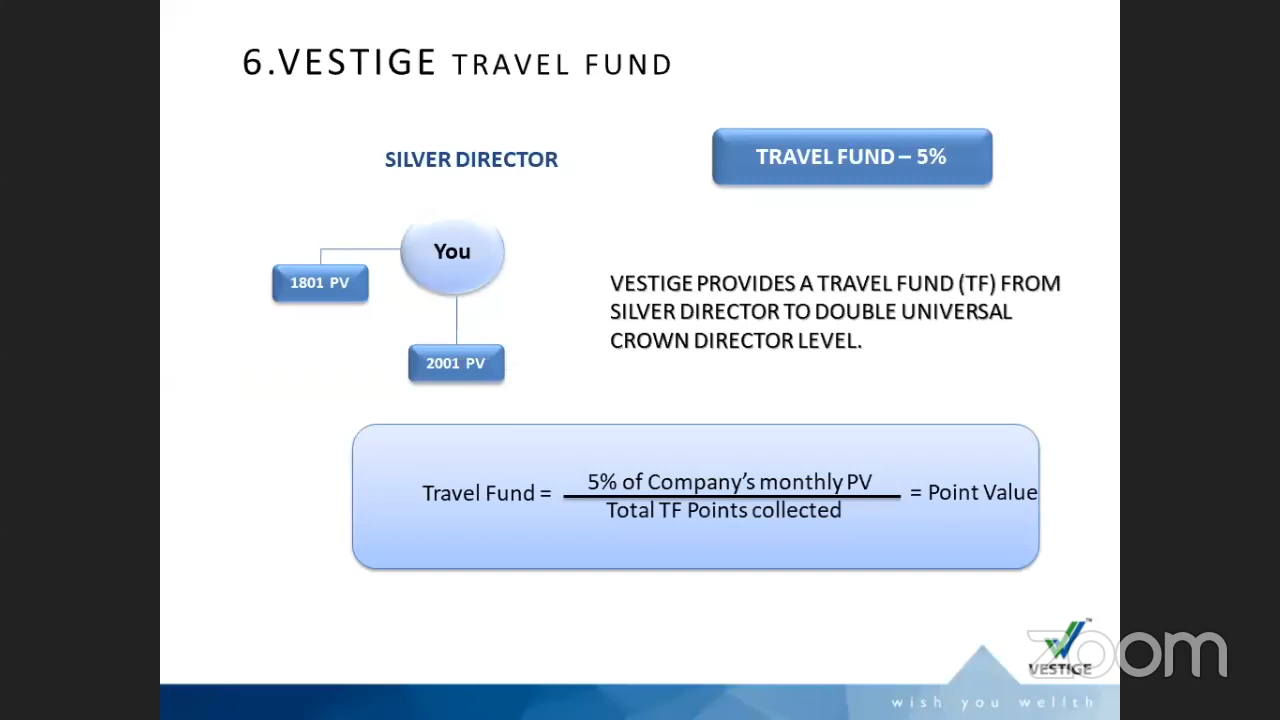 6.VESTIGE TRAVEL FUND
SILVER DIRECTOR
TRAVEL FUND – 5%
You
1801 PV
2001 PV
VESTIGE PROVIDES A TRAVEL FUND (TF) FROM
SILVER DIRECTOR TO DOUBLE UNIVERSAL
CROWN DIRECTOR LEVEL.
Travel Fund = 5% of Company’s monthly PV = Point Value
Total TF Points collected
zoom
VESTIGE
wish you wellth